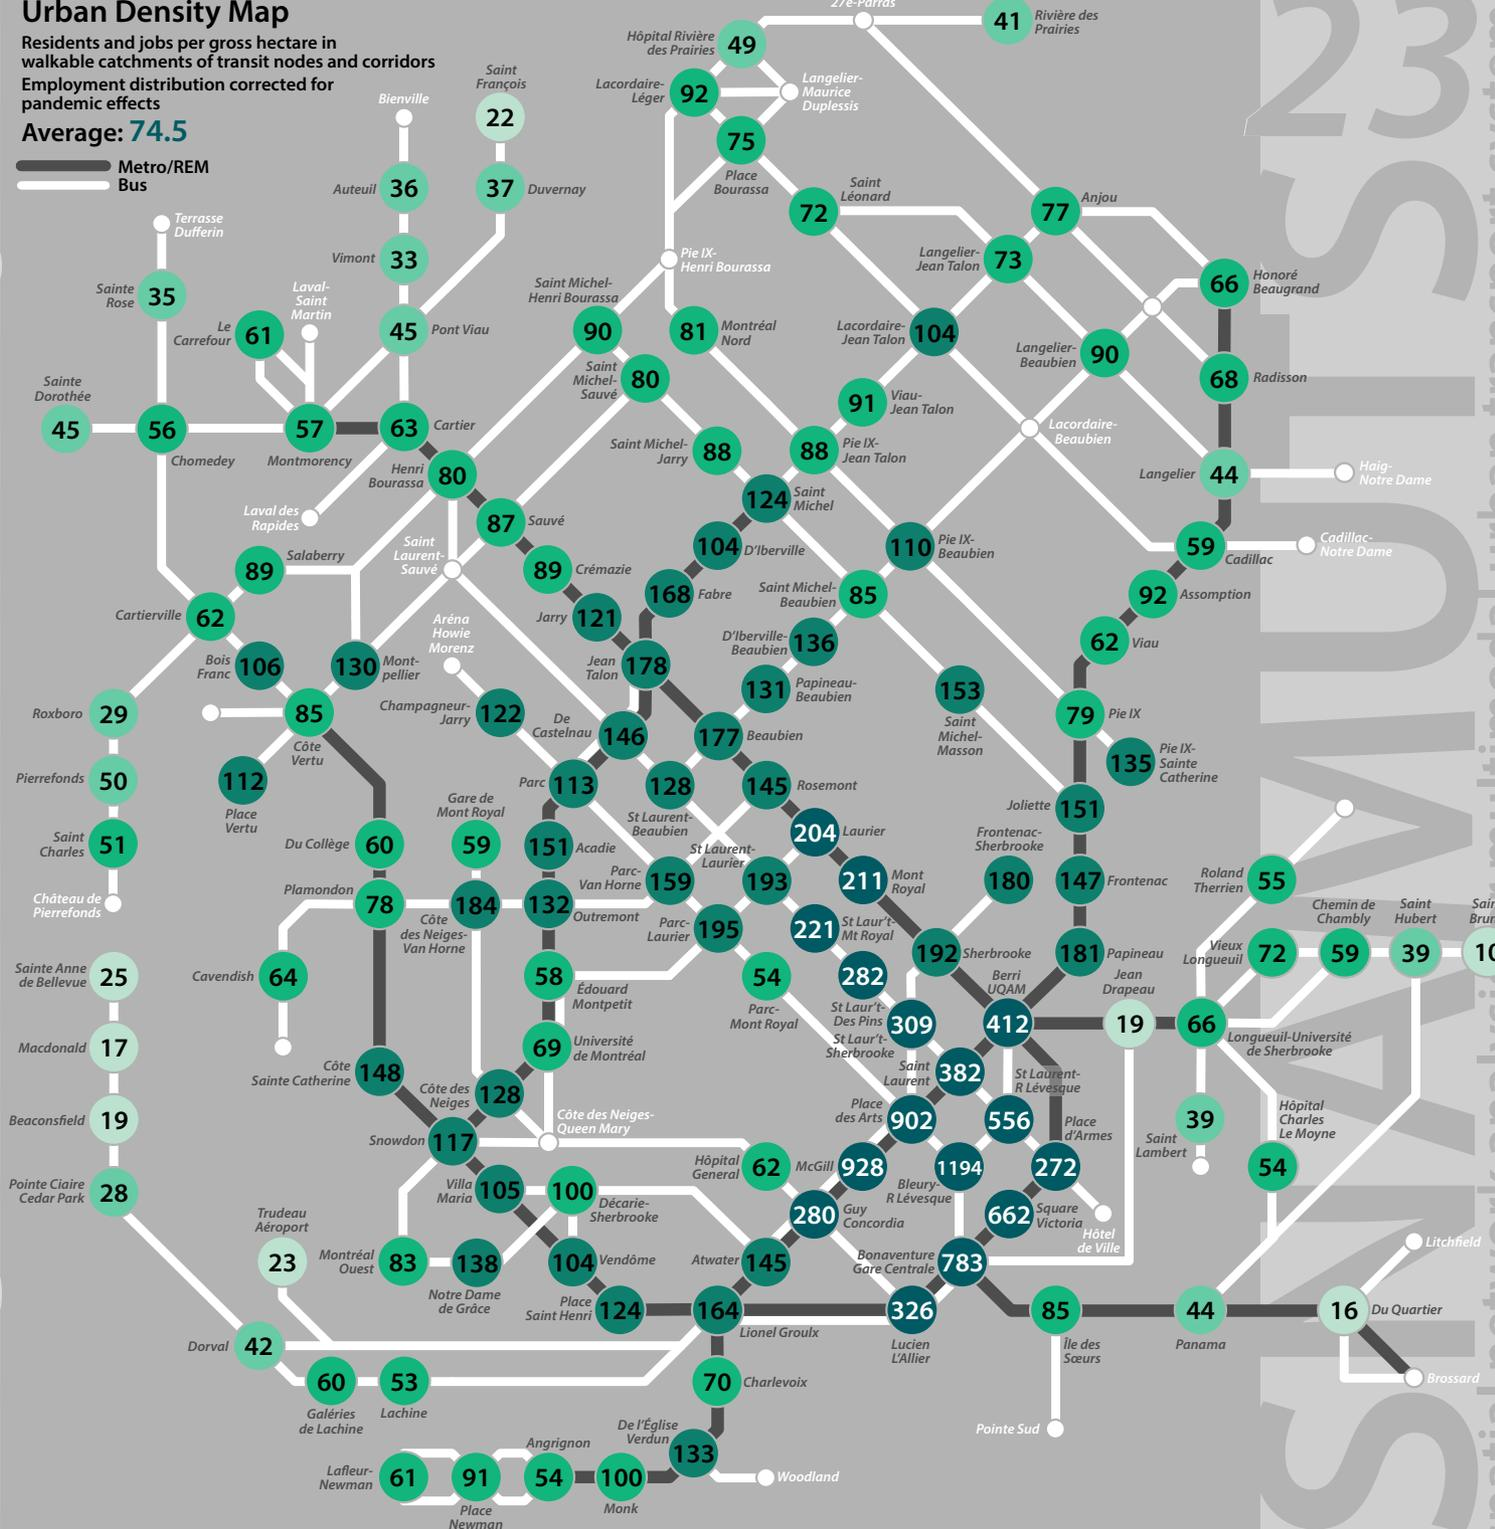 Urban Density Map
Residents and jobs per gross hectare in
walkable catchments of transit nodes and corridors
Employment distribution corrected for
pandemic effects
Average: 74.5
Metro/REM
Bus
27e-Parras
41
Rivière des
Prairies
Hôpital Rivière
des Prairies
49
Lacordaire-
Léger
92
Langelier-
Maurice
Duplessis
75
Place
Bourassa
Saint
François
22
Bienville
Auteuil
36
37
Duvernay
Saint
Léonard
72
77
Anjou
Terrasse
Dufferin
Vimont
33
Langelier-
Jean Talon
73
Pie IX-
Henri Bourassa
66
Honoré
Beaugrand
Sainte
Rose
35
Laval-
Saint
Martin
Le
Carrefour
61
45
Pont Viau
Saint Michel-
Henri Bourassa
90
81
Montréal
Nord
Lacordaire-
Jean Talon
104
Langelier-
Beaubien
90
Saint
Michel-
Sauvé
80
68
Radisson
Sainte
Dorothée
45
91
Viau-
Jean Talon
56
Chomedey
57
Montmorency
63
Cartier
Lacordaire-
Beaubien
Saint Michel-
Jarry
88
88
Pie IX-
Jean Talon
Henri
Bourassa
80
Langelier
44
Haig-
Notre Dame
124
Saint
Michel
Laval des
Rapides
87
Sauvé
104
D'Iberville
110
Pie IX-
Beaubien
59
Cadillac
Cadillac-
Notre Dame
Saint
Laurent-
Sauvé
89
Salaberry
89
Crémazie
168
Fabre
Saint Michel-
Beaubien
85
92
Assomption
Cartierville
62
Jarry
121
Aréna
Howie
Morenz
D'Iberville-
Beaubien
136
62
Viau
Bois
Franc
106
130
Mont-
pellier
Jean
Talon
178
131
Papineau-
Beaubien
153
Saint
Michel-
Masson
Roxboro
29
85
Côte
Vertu
Champagneur-
Jarry
122
De
Castelnau
146
177
Beaubien
79
Pie IX
135
Pie IX-
Sainte
Catherine
Pierrefonds
50
112
Place
Vertu
Parc
113
128
St Laurent-
Beaubien
145
Rosemont
Joliette
151
Gare de
Mont Royal
59
Saint
Charles
51
Du Collège
60
151
Acadie
204
Laurier
Frontenac-
Sherbrooke
180
147
Frontenac
Roland
Therrien
55
Château de
Pierrefonds
Plamondon
78
184
Côte
des Neiges-
Van Horne
132
Outremont
Parc-
Van Horne
159
St Laurent-
Laurier
193
211
Mont
Royal
Parc-
Laurier
195
221
St Laur't-
Mt Royal
192
Sherbrooke
181
Papineau
Vieux
Longueuil
72
Chemin de
Chambly
59
Saint
Hubert
39
10
Sainte Anne
de Bellevue
25
Cavendish
64
58
Édouard
Montpetit
54
Parc-
Mont Royal
282
St Laur't-
Des Pins
309
St Laur't-
Sherbrooke
Berri
UQAM
412
Jean
Drapeau
19
66
Longueuil-Université
de Sherbrooke
Macdonald
17
69
Université
de Montréal
Côte
Sainte Catherine
148
Côte des
Neiges
128
Saint
Laurent
382
St Laurent-
R Lévesque
556
Beaconsfield
19
Côte des Neiges-
Queen Mary
Place
des Arts
902
Place
d'Armes
272
39
Saint
Lambert
Hôpital
Charles
Le Moyne
54
Snowdon
117
Pointe Ciaire
Cedar Park
28
Villa
Maria
105
100
Décarie-
Sherbrooke
Hôpital
General
62
McGill
928
1194
Bleury-
R Lévesque
280
Guy
Concordia
662
Square
Victoria
Hôtel
de Ville
Trudeau
Aéroport
23
Montréal
Ouest
83
138
Notre Dame
de Grâce
104
Vendôme
Atwater
145
Bonaventure
Gare Centrale
783
Litchfield
Place
Saint Henri
124
164
Lionel Groulx
326
Lucien
L'Allier
85
Île des
Sœurs
44
Panama
16
Du Quartier
Dorval
42
60
Galéries
de Lachine
53
Lachine
70
Charlevoix
Brossard
De l'Église
Verdun
133
Pointe Sud
Woodland
Lafleur-
Newman
61
91
Place
Newman
Angrignon
54
100
Monk
23